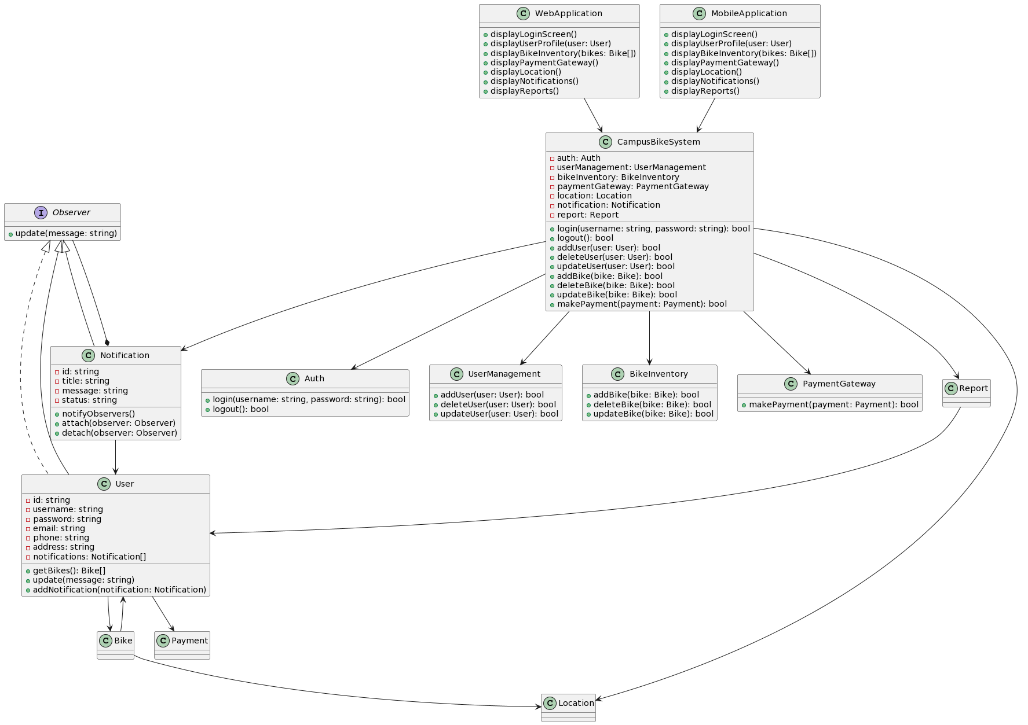 C WebApplication
displayLoginScreen()
displayUserProfile(user: User)
displayBikeInventory(bikes: Bike[])
displayPaymentGateway()
displayLocation()
displayNotifications()
displayReports()
C MobileApplication
displayLoginScreen()
displayUserProfile(user: User)
displayBikeInventory(bikes: Bike[])
displayPaymentGateway()
displayLocation()
displayNotifications()
displayReports()
C CampusBikeSystem
auth: Auth
userManagement: UserManagement
bikeInventory: BikeInventory
paymentGateway: PaymentGateway
location: Location
notification: Notification
report: Report
login(username: string, password: string): bool
logout(): bool
addUser(user: User): bool
deleteUser(user: User): bool
updateUser(user: User): bool
addBike(bike: Bike): bool
deleteBike(bike: Bike): bool
updateBike(bike: Bike): bool
makePayment(payment: Payment): bool
I Observer
update(message: string)
C Notification
id: string
title: string
message: string
status: string
notifyObservers()
attach(observer: Observer)
detach(observer: Observer)
C Auth
login(username: string, password: string): bool
logout(): bool
C UserManagement
addUser(user: User): bool
deleteUser(user: User): bool
updateUser(user: User): bool
C BikeInventory
addBike(bike: Bike): bool
deleteBike(bike: Bike): bool
updateBike(bike: Bike): bool
C PaymentGateway
makePayment(payment: Payment): bool
C Report
C User
id: string
username: string
password: string
email: string
phone: string
address: string
notifications: Notification[]
getBikes(): Bike[]
update(message: string)
addNotification(notification: Notification)
C Bike
C Payment
C Location